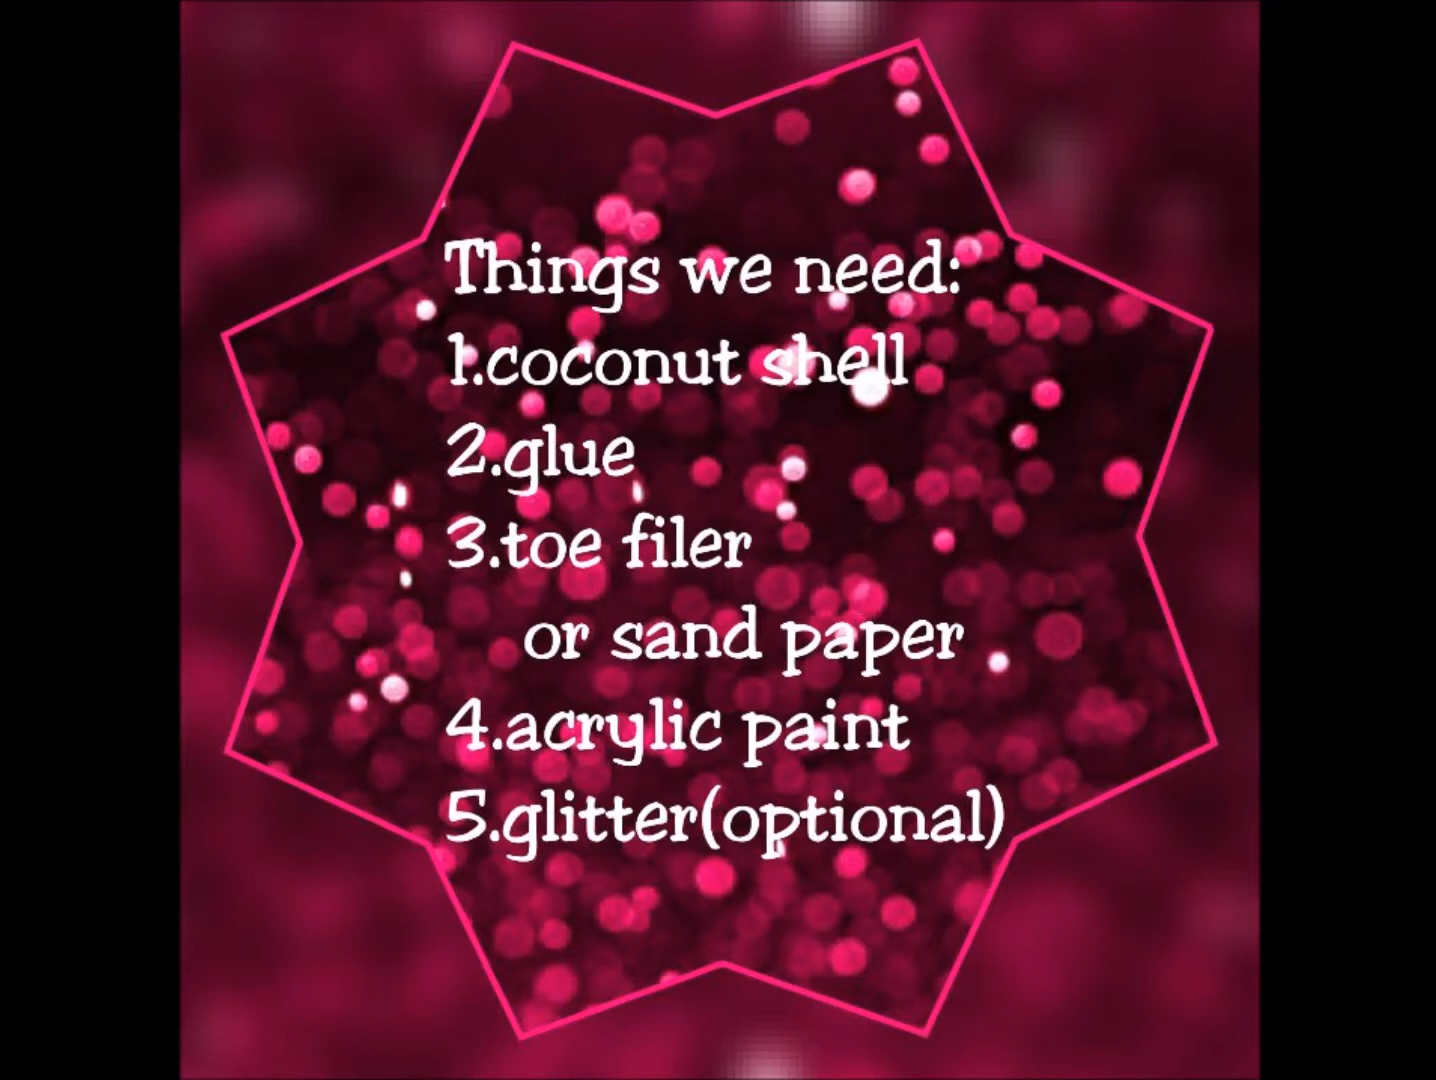 Things we need:
1.coconut shell
2.glue
3.toe filer
or sand paper
4.acrylic paint
5.glitter(optional)